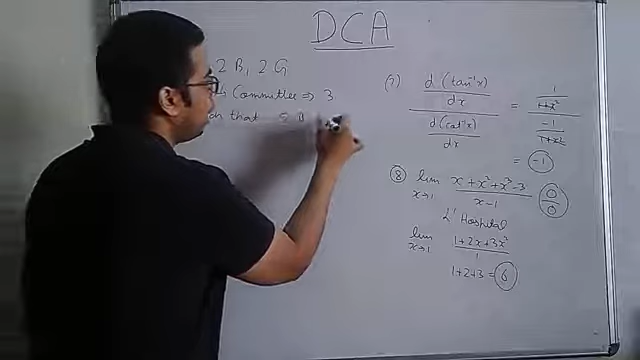 DCA
2 B, 2 G
Committee ⇒ 3
that
(7) d(tan⁻¹x)/dx / d(cot⁻¹x)/dx = 1/(1+x²) / -1/(1+x²)
= -1
(8) lim x→1 (x+x²+x³-3)/(x-1) 0/0
L' Hospital
lim x→1 (1+2x+3x²)/1
1+2+3 = 6